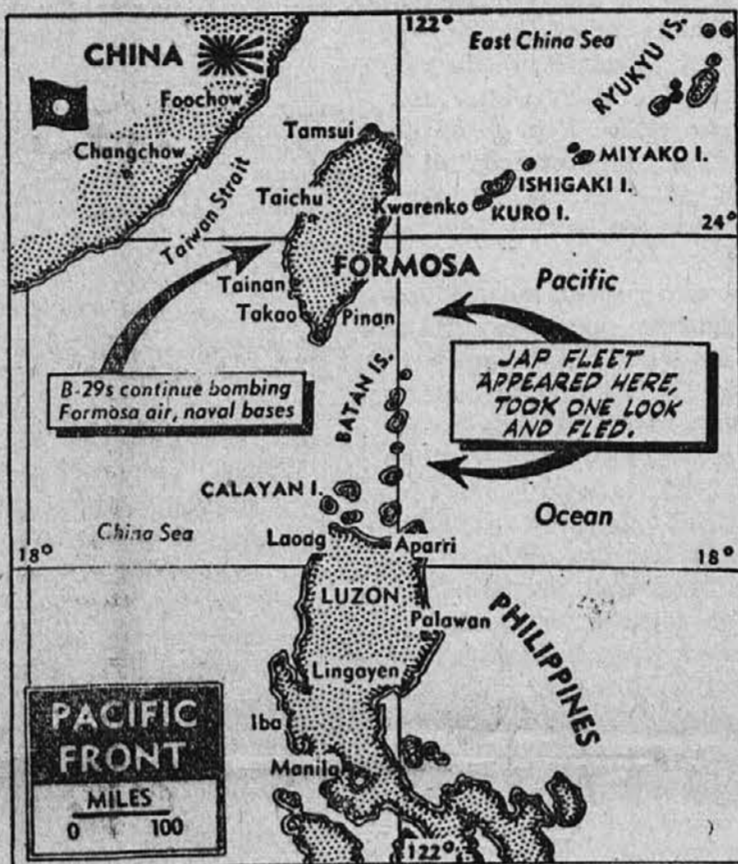 122°
East China Sea
CHINA
RYUKYU IS.
Foochow
Tamsui
Changchow
MIYAKO I.
Taiwan Strait
Taichu
ISHIGAKI I.
Kwarenko
KURO I.
24°
FORMOSA
Pacific
Tainan
Takao
Pinan
B-29s continue bombing
Formosa air, naval bases
BATAN IS.
JAP FLEET
APPEARED HERE,
TOOK ONE LOOK
AND FLED.
CALAYAN I.
China Sea
Ocean
Laoag
Aparri
18°
18°
LUZON
Palawan
PHILIPPINES
Lingayen
PACIFIC
FRONT
Iba
Manila
MILES
0 100
122°